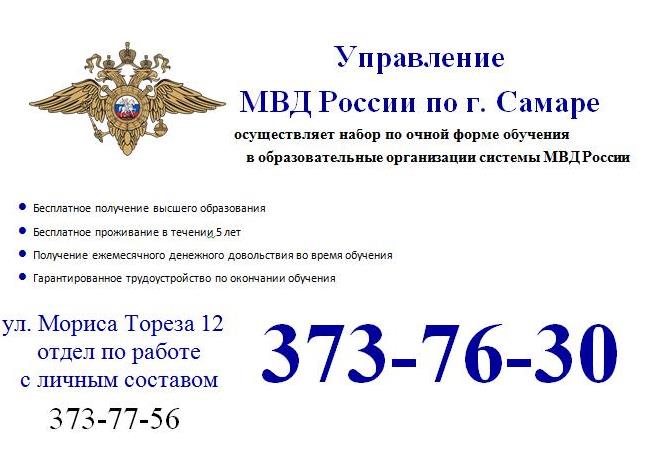 Управление
МВД России по г. Самаре
осуществляет набор по очной форме обучения
в образовательные организации системы МВД России
• Бесплатное получение высшего образования
• Бесплатное проживание в течении 5 лет
• Получение ежемесячного денежного довольствия во время обучения
• Гарантированное трудоустройство по окончании обучения
ул. Мориса Тореза 12
отдел по работе
с личным составом
373-77-56
373-76-30